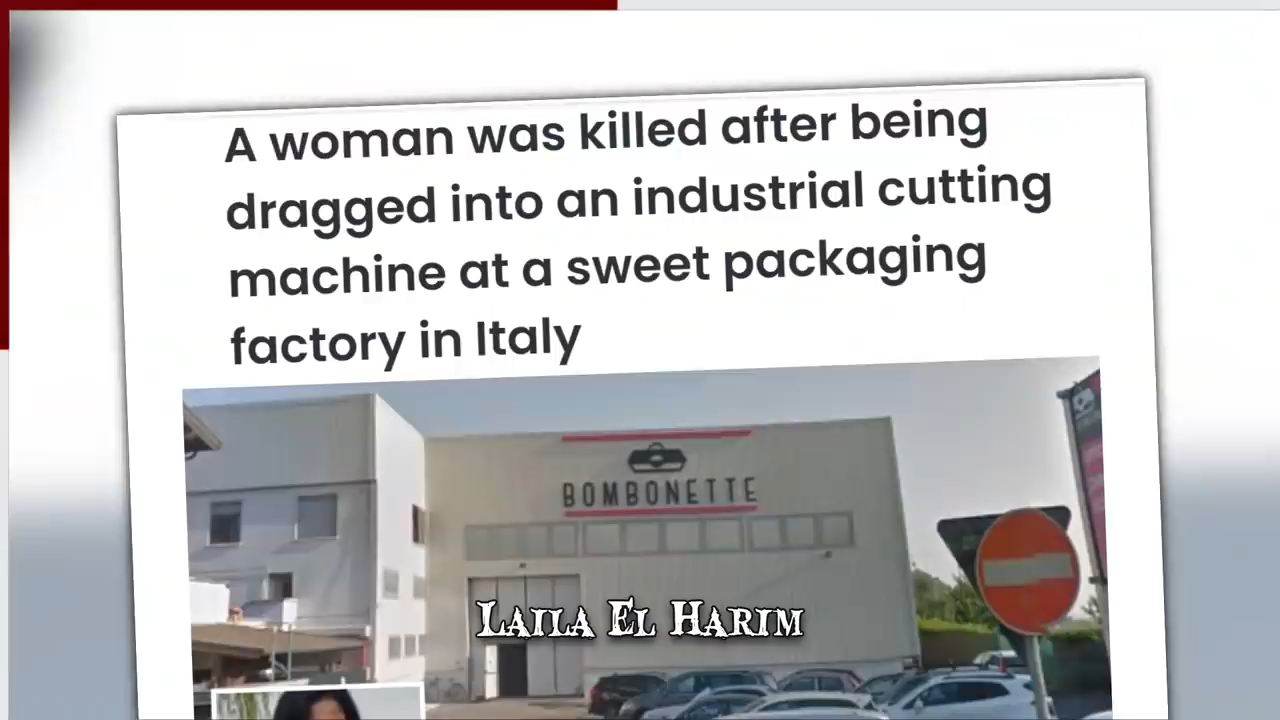 A woman was killed after being
dragged into an industrial cutting
machine at a sweet packaging
factory in Italy
BOMBONETTE
LAILA EL HARIM